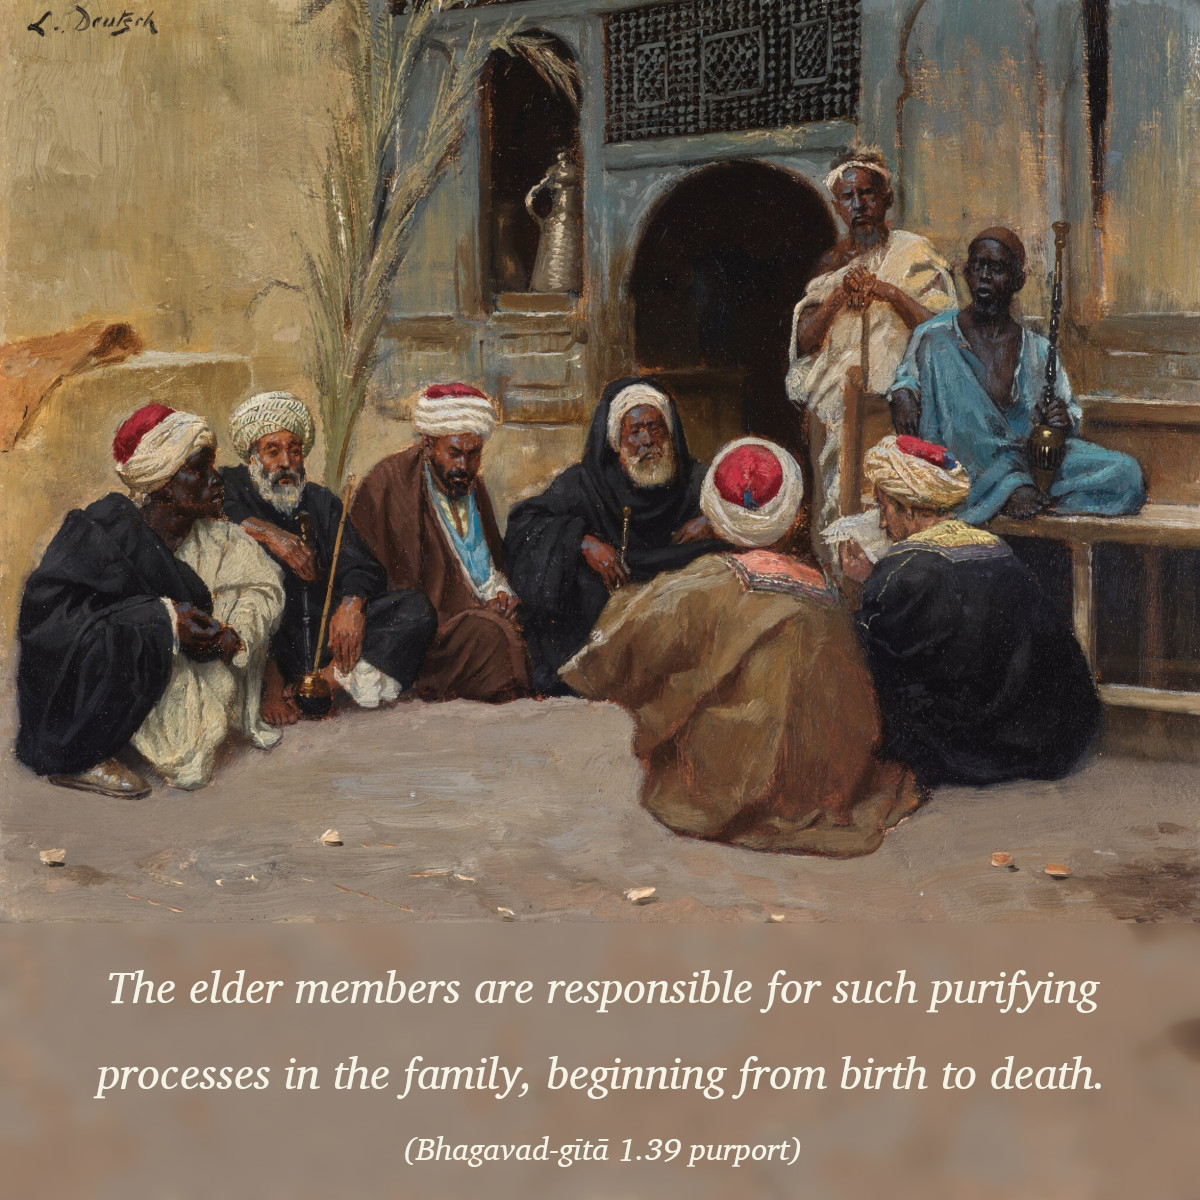 L. Deutsch
The elder members are responsible for such purifying
processes in the family, beginning from birth to death.
(Bhagavad-gītā 1.39 purport)